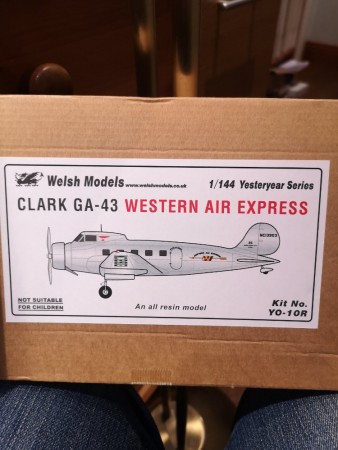 Welsh Models
www.welshmodels.co.uk
1/144 Yesteryear Series
CLARK GA-43 WESTERN AIR EXPRESS
NOT SUITABLE
FOR CHILDREN
An all resin model
Kit No.
YO-10R